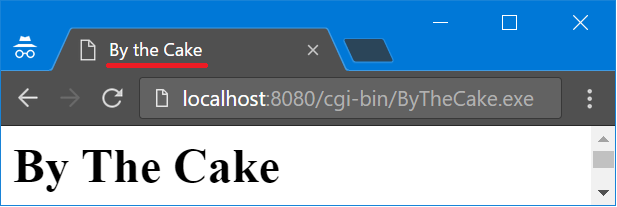 By the Cake
localhost:8080/cgi-bin/ByTheCake.exe
By The Cake